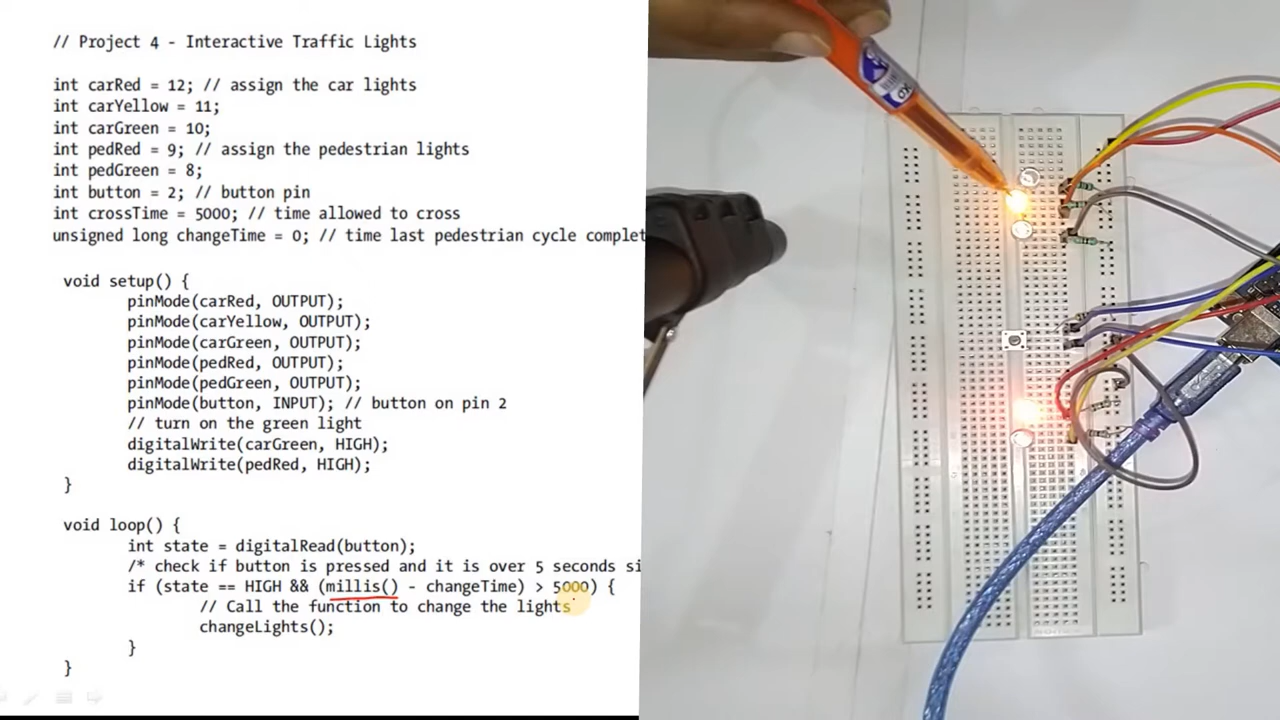 // Project 4 - Interactive Traffic Lights
int carRed = 12; // assign the car lights
int carYellow = 11;
int carGreen = 10;
int pedRed = 9; // assign the pedestrian lights
int pedGreen = 8;
int button = 2; // button pin
int crossTime = 5000; // time allowed to cross
unsigned long changeTime = 0; // time last pedestrian cycle complet
void setup() {
pinMode(carRed, OUTPUT);
pinMode(carYellow, OUTPUT);
pinMode(carGreen, OUTPUT);
pinMode(pedRed, OUTPUT);
pinMode(pedGreen, OUTPUT);
pinMode(button, INPUT); // button on pin 2
// turn on the green light
digitalWrite(carGreen, HIGH);
digitalWrite(pedRed, HIGH);
}
void loop() {
int state = digitalRead(button);
/* check if button is pressed and it is over 5 seconds si
if (state == HIGH && (millis() - changeTime) > 5000) {
// Call the function to change the lights
changeLights();
}
}